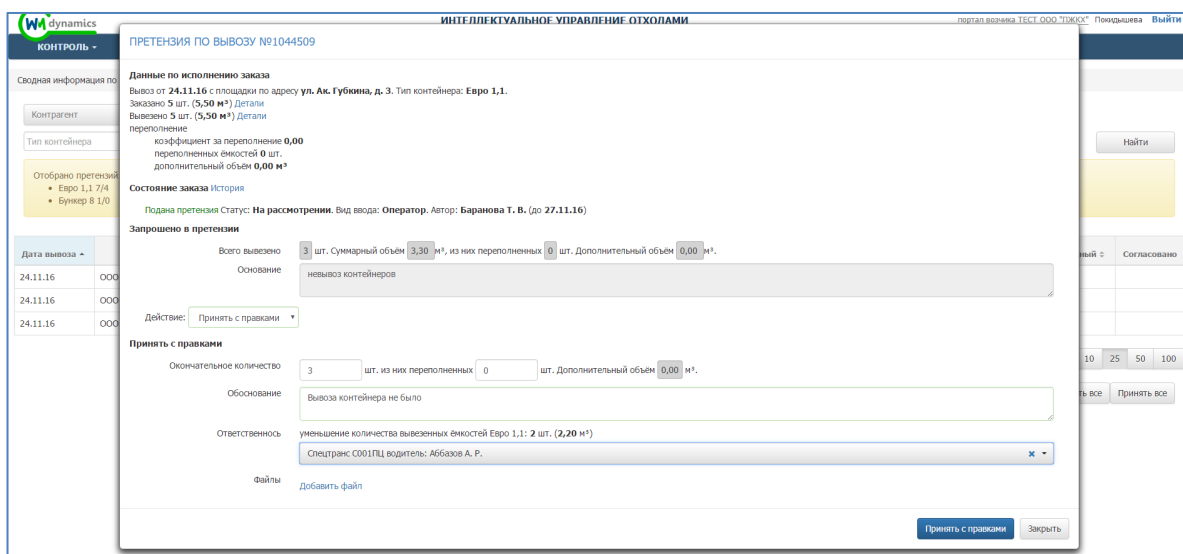 WM dynamics
ИНТЕЛЛЕКТУАЛЬНОЕ УПРАВЛЕНИЕ ОТХОДАМИ
портал возчика ТЕСТ ООО "ПЖКХ" Покидышева Выйти
КОНТРОЛЬ
Сводная информация по
Контрагент
Тип контейнера
Найти
Отобрано претензий
• Евро 1,1 7/4
• Бункер 8 1/0
Дата вывоза
ный
Согласовано
24.11.16 ООО
24.11.16 ООО
24.11.16 ООО
10 25 50 100
ть все Принять все
ПРЕТЕНЗИЯ ПО ВЫВОЗУ №1044509
Данные по исполнению заказа
Вывоз от 24.11.16 с площадки по адресу ул. Ак. Губкина, д. 3. Тип контейнера: Евро 1,1.
Заказано 5 шт. (5,50 м³) Детали
Вывезено 5 шт. (5,50 м³) Детали
переполнение
коэффициент за переполнение 0,00
переполненных ёмкостей 0 шт.
дополнительный объём 0,00 м³
Состояние заказа История
Подана претензия Статус: На рассмотрении. Вид ввода: Оператор. Автор: Баранова Т. В. (до 27.11.16)
Запрошено в претензии
Всего вывезено 3 шт. Суммарный объём 3,30 м³, из них переполненных 0 шт. Дополнительный объём 0,00 м³.
Основание невывоз контейнеров
Действие: Принять с правками
Принять с правками
Окончательное количество 3 шт. из них переполненных 0 шт. Дополнительный объём 0,00 м³.
Обоснование Вывоза контейнера не было
Ответственнось уменьшение количества вывезенных ёмкостей Евро 1,1: 2 шт. (2,20 м³)
Спецтранс С001ПЦ водитель: Аббазов А. Р.
Файлы Добавить файл
Принять с правками Закрыть